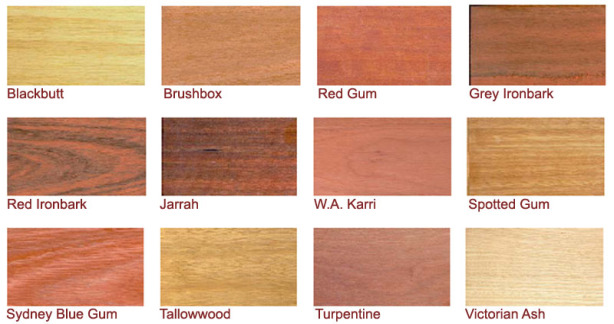 Blackbutt
Brushbox
Red Gum
Grey Ironbark
Red Ironbark
Jarrah
W.A. Karri
Spotted Gum
Sydney Blue Gum
Tallowwood
Turpentine
Victorian Ash